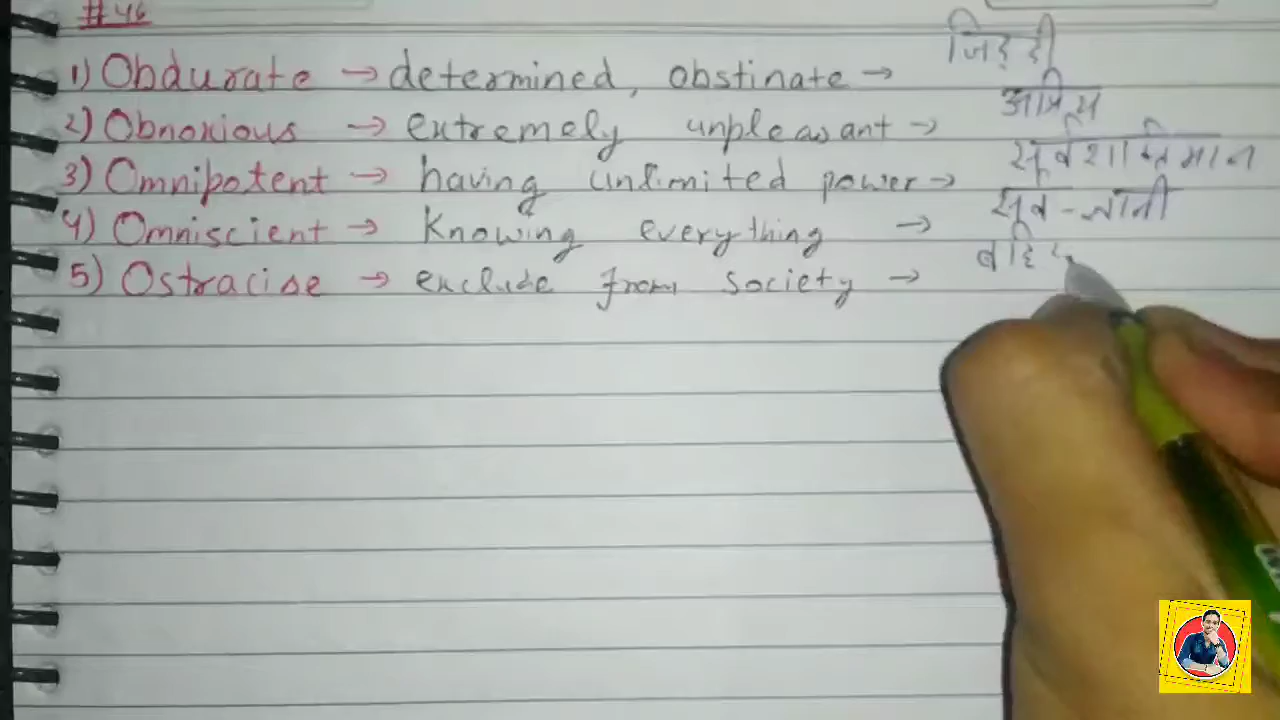 #46
1) Obdurate → determined, obstinate → जिद्दी
2) Obnoxious → extremely unpleasant → अप्रिय
3) Omnipotent → having unlimited power → सर्वशक्तिमान
4) Omniscient → Knowing everything → सर्व-ज्ञानी
5) Ostracise → exclude from society → बहि